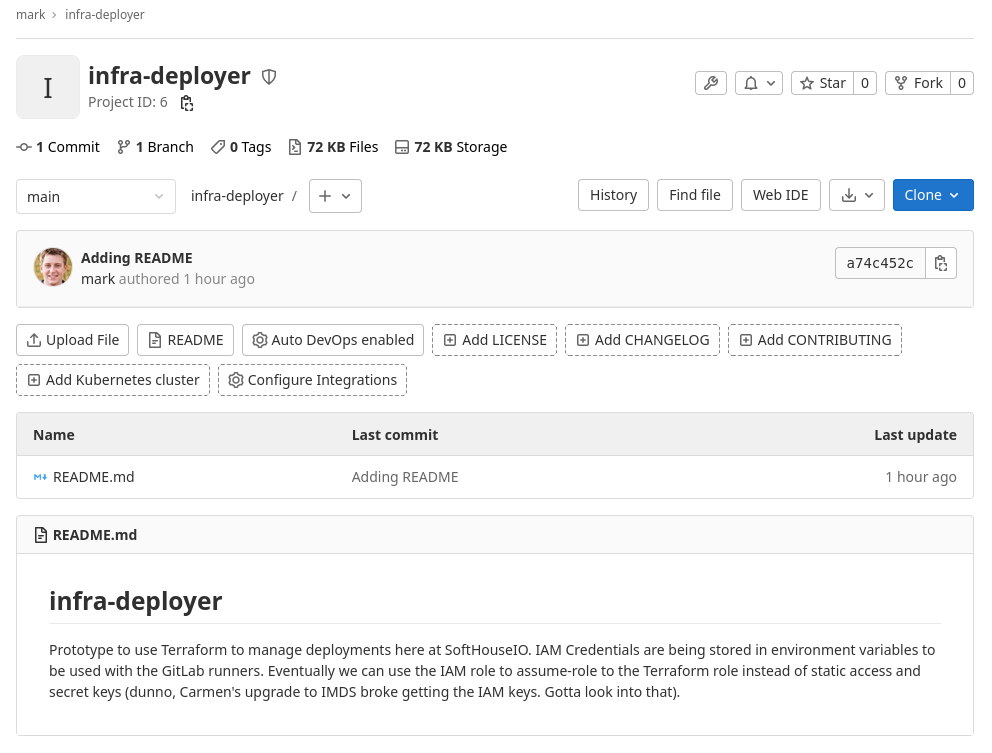 mark › infra-deployer
I
infra-deployer
Project ID: 6
Star 0
Fork 0
1 Commit 1 Branch 0 Tags 72 KB Files 72 KB Storage
main infra-deployer / History Find file Web IDE Clone
Adding README
mark authored 1 hour ago
a74c452c
Upload File README Auto DevOps enabled Add LICENSE Add CHANGELOG Add CONTRIBUTING
Add Kubernetes cluster Configure Integrations
Name Last commit Last update
README.md Adding README 1 hour ago
README.md
infra-deployer
Prototype to use Terraform to manage deployments here at SoftHouseIO. IAM Credentials are being stored in environment variables to
be used with the GitLab runners. Eventually we can use the IAM role to assume-role to the Terraform role instead of static access and
secret keys (dunno, Carmen's upgrade to IMDS broke getting the IAM keys. Gotta look into that).